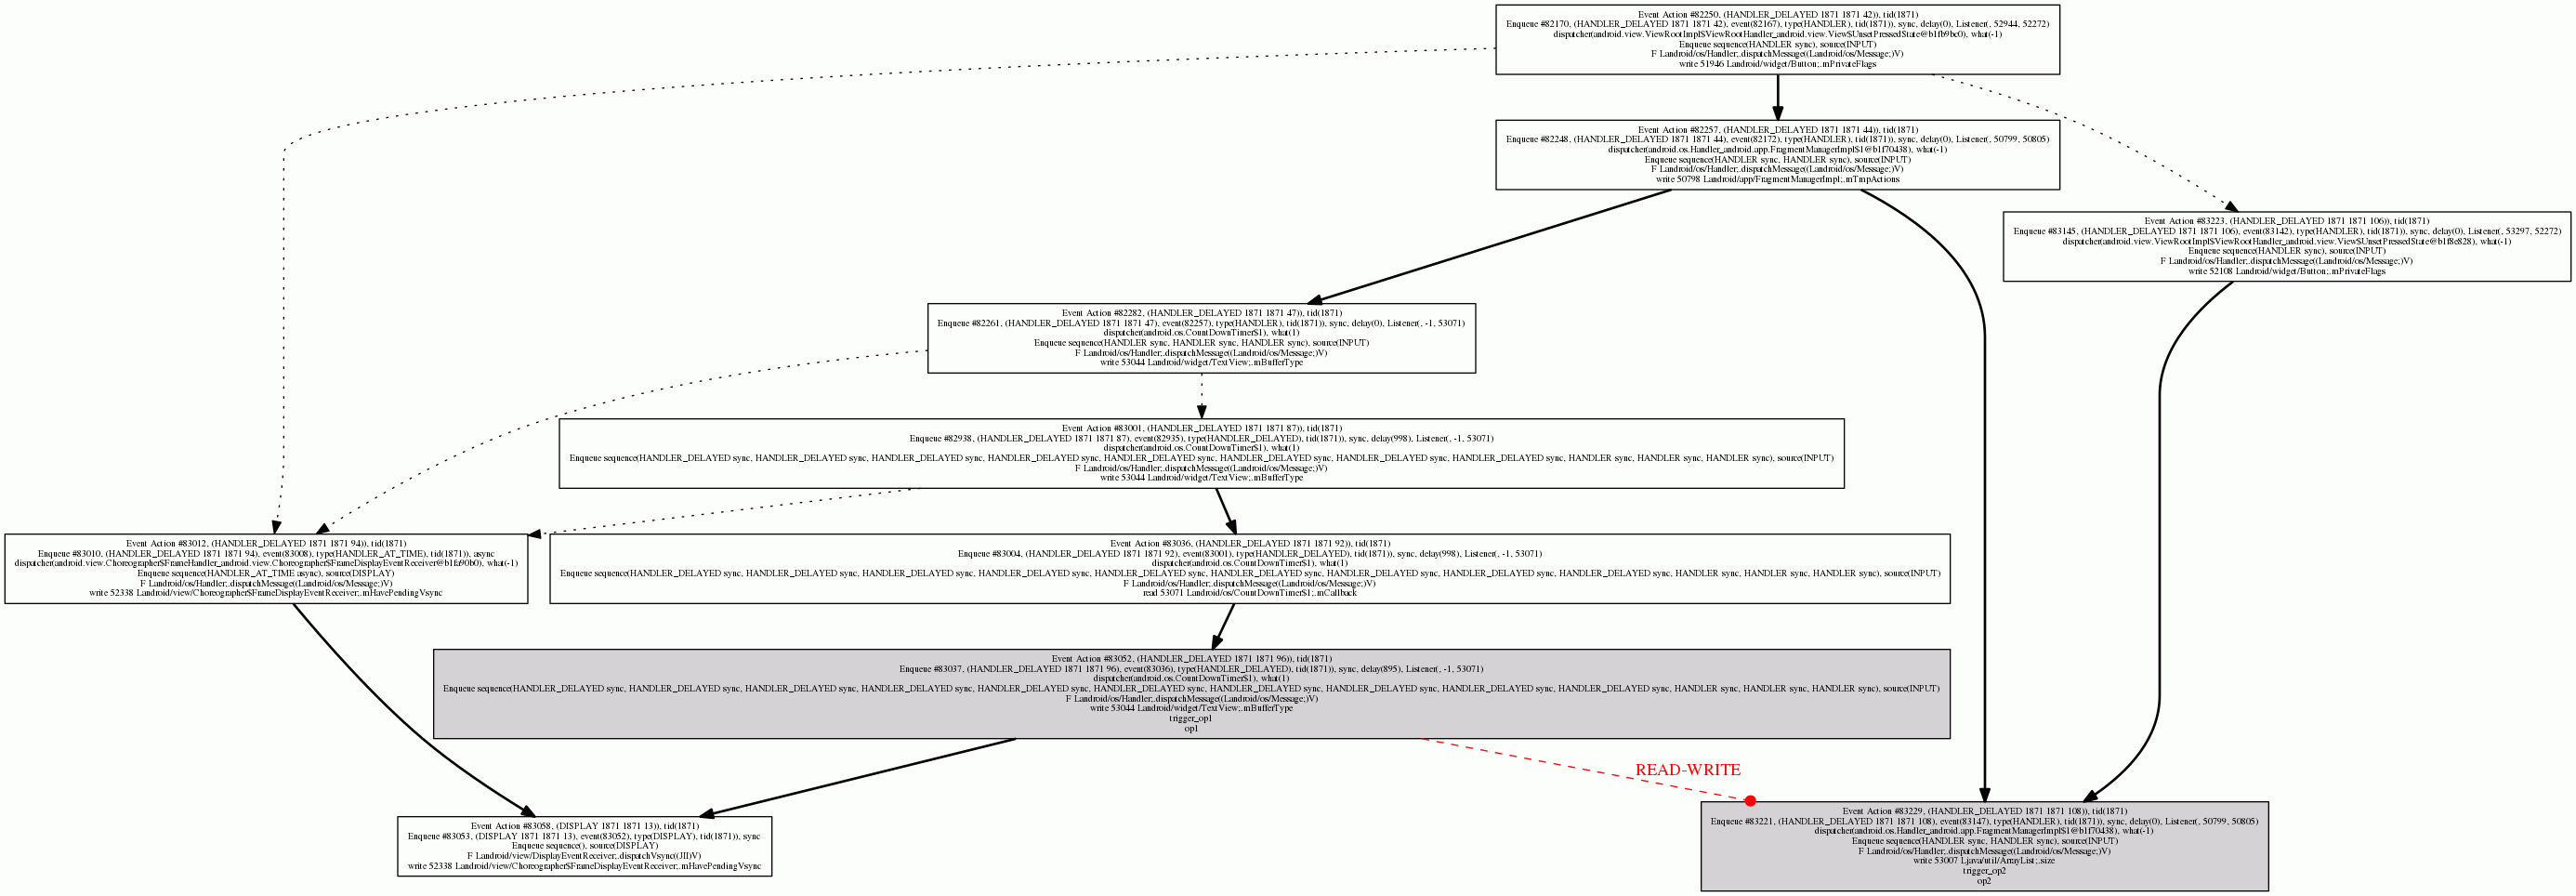 Event Action #82250, (HANDLER_DELAYED 1871 1871 42)), tid(1871)
Enqueue #82170, (HANDLER_DELAYED 1871 1871 42), event(82167), type(HANDLER), tid(1871)), sync, delay(0), Listener(, 52944, 52272)
dispatcher(android.view.ViewRootImpl$ViewRootHandler_android.view.View$UnsetPressedState@b1fb9bc0), what(-1)
Enqueue sequence(HANDLER sync), source(INPUT)
F Landroid/os/Handler;.dispatchMessage((Landroid/os/Message;)V)
write 51946 Landroid/widget/Button;.mPrivateFlags
Event Action #82257, (HANDLER_DELAYED 1871 1871 44)), tid(1871)
Enqueue #82248, (HANDLER_DELAYED 1871 1871 44), event(82172), type(HANDLER), tid(1871)), sync, delay(0), Listener(, 50799, 50805)
dispatcher(android.os.Handler_android.app.FragmentManagerImpl$1@b1f70438), what(-1)
Enqueue sequence(HANDLER sync, HANDLER sync), source(INPUT)
F Landroid/os/Handler;.dispatchMessage((Landroid/os/Message;)V)
write 50798 Landroid/app/FragmentManagerImpl;.mTmpActions
Event Action #83223, (HANDLER_DELAYED 1871 1871 106)), tid(1871)
Enqueue #83145, (HANDLER_DELAYED 1871 1871 106), event(83142), type(HANDLER), tid(1871)), sync, delay(0), Listener(, 53297, 52272)
dispatcher(android.view.ViewRootImpl$ViewRootHandler_android.view.View$UnsetPressedState@b1f8e828), what(-1)
Enqueue sequence(HANDLER sync), source(INPUT)
F Landroid/os/Handler;.dispatchMessage((Landroid/os/Message;)V)
write 52108 Landroid/widget/Button;.mPrivateFlags
Event Action #82282, (HANDLER_DELAYED 1871 1871 47)), tid(1871)
Enqueue #82261, (HANDLER_DELAYED 1871 1871 47), event(82257), type(HANDLER), tid(1871)), sync, delay(0), Listener(, -1, 53071)
dispatcher(android.os.CountDownTimer$1), what(1)
Enqueue sequence(HANDLER sync, HANDLER sync, HANDLER sync), source(INPUT)
F Landroid/os/Handler;.dispatchMessage((Landroid/os/Message;)V)
write 53044 Landroid/widget/TextView;.mBufferType
Event Action #83001, (HANDLER_DELAYED 1871 1871 87)), tid(1871)
Enqueue #82938, (HANDLER_DELAYED 1871 1871 87), event(82935), type(HANDLER_DELAYED), tid(1871)), sync, delay(998), Listener(, -1, 53071)
dispatcher(android.os.CountDownTimer$1), what(1)
Enqueue sequence(HANDLER_DELAYED sync, HANDLER_DELAYED sync, HANDLER_DELAYED sync, HANDLER_DELAYED sync, HANDLER_DELAYED sync, HANDLER_DELAYED sync, HANDLER_DELAYED sync, HANDLER_DELAYED sync, HANDLER sync, HANDLER sync, HANDLER sync), source(INPUT)
F Landroid/os/Handler;.dispatchMessage((Landroid/os/Message;)V)
write 53044 Landroid/widget/TextView;.mBufferType
Event Action #83012, (HANDLER_DELAYED 1871 1871 94)), tid(1871)
Enqueue #83010, (HANDLER_DELAYED 1871 1871 94), event(83008), type(HANDLER_AT_TIME), tid(1871)), async
dispatcher(android.view.Choreographer$FrameHandler_android.view.Choreographer$FrameDisplayEventReceiver@b1fa90b0), what(-1)
Enqueue sequence(HANDLER_AT_TIME async), source(DISPLAY)
F Landroid/os/Handler;.dispatchMessage((Landroid/os/Message;)V)
write 52338 Landroid/view/Choreographer$FrameDisplayEventReceiver;.mHavePendingVsync
Event Action #83036, (HANDLER_DELAYED 1871 1871 92)), tid(1871)
Enqueue #83004, (HANDLER_DELAYED 1871 1871 92), event(83001), type(HANDLER_DELAYED), tid(1871)), sync, delay(998), Listener(, -1, 53071)
dispatcher(android.os.CountDownTimer$1), what(1)
Enqueue sequence(HANDLER_DELAYED sync, HANDLER_DELAYED sync, HANDLER_DELAYED sync, HANDLER_DELAYED sync, HANDLER_DELAYED sync, HANDLER_DELAYED sync, HANDLER_DELAYED sync, HANDLER_DELAYED sync, HANDLER_DELAYED sync, HANDLER sync, HANDLER sync, HANDLER sync), source(INPUT)
F Landroid/os/Handler;.dispatchMessage((Landroid/os/Message;)V)
read 53071 Landroid/os/CountDownTimer$1;.mCallback
Event Action #83052, (HANDLER_DELAYED 1871 1871 96)), tid(1871)
Enqueue #83037, (HANDLER_DELAYED 1871 1871 96), event(83036), type(HANDLER_DELAYED), tid(1871)), sync, delay(895), Listener(, -1, 53071)
dispatcher(android.os.CountDownTimer$1), what(1)
Enqueue sequence(HANDLER_DELAYED sync, HANDLER_DELAYED sync, HANDLER_DELAYED sync, HANDLER_DELAYED sync, HANDLER_DELAYED sync, HANDLER_DELAYED sync, HANDLER_DELAYED sync, HANDLER_DELAYED sync, HANDLER_DELAYED sync, HANDLER_DELAYED sync, HANDLER sync, HANDLER sync, HANDLER sync), source(INPUT)
F Landroid/os/Handler;.dispatchMessage((Landroid/os/Message;)V)
write 53044 Landroid/widget/TextView;.mBufferType
trigger_op1
op1
READ-WRITE
Event Action #83058, (DISPLAY 1871 1871 13)), tid(1871)
Enqueue #83053, (DISPLAY 1871 1871 13), event(83052), type(DISPLAY), tid(1871)), sync
Enqueue sequence(), source(DISPLAY)
F Landroid/view/DisplayEventReceiver;.dispatchVsync((JII)V)
write 52338 Landroid/view/Choreographer$FrameDisplayEventReceiver;.mHavePendingVsync
Event Action #83229, (HANDLER_DELAYED 1871 1871 108)), tid(1871)
Enqueue #83221, (HANDLER_DELAYED 1871 1871 108), event(83147), type(HANDLER), tid(1871)), sync, delay(0), Listener(, 50799, 50805)
dispatcher(android.os.Handler_android.app.FragmentManagerImpl$1@b1f70438), what(-1)
Enqueue sequence(HANDLER sync, HANDLER sync), source(INPUT)
F Landroid/os/Handler;.dispatchMessage((Landroid/os/Message;)V)
write 53007 Ljava/util/ArrayList;.size
trigger_op2
op2